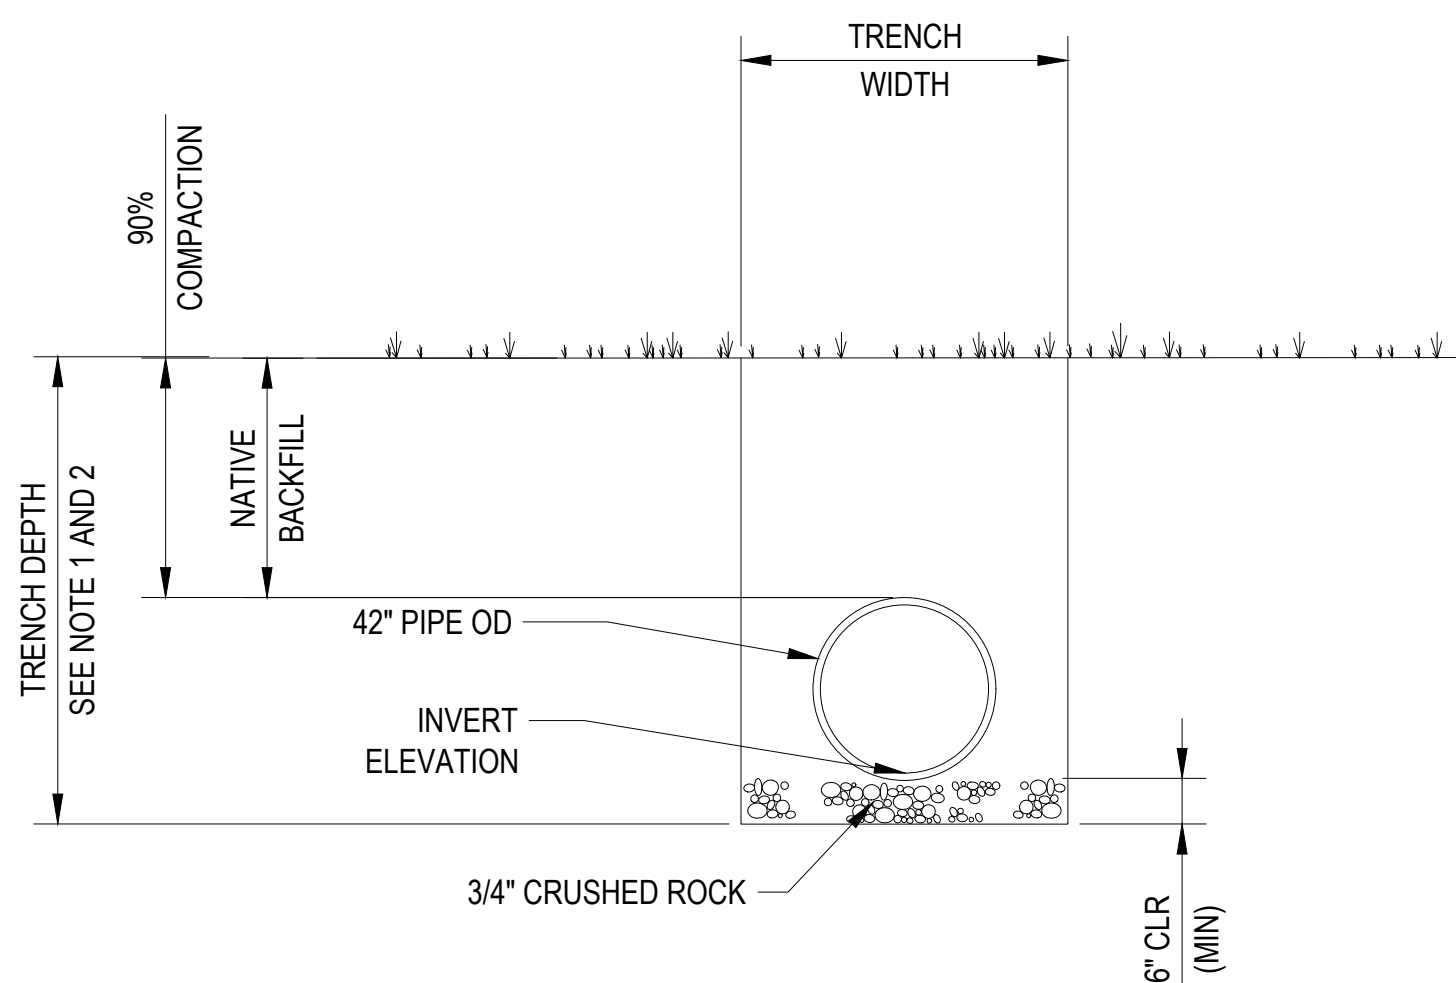 TRENCH
WIDTH
90%
COMPACTION
NATIVE
BACKFILL
TRENCH DEPTH
SEE NOTE 1 AND 2
42" PIPE OD
INVERT
ELEVATION
3/4" CRUSHED ROCK
6" CLR
(MIN)